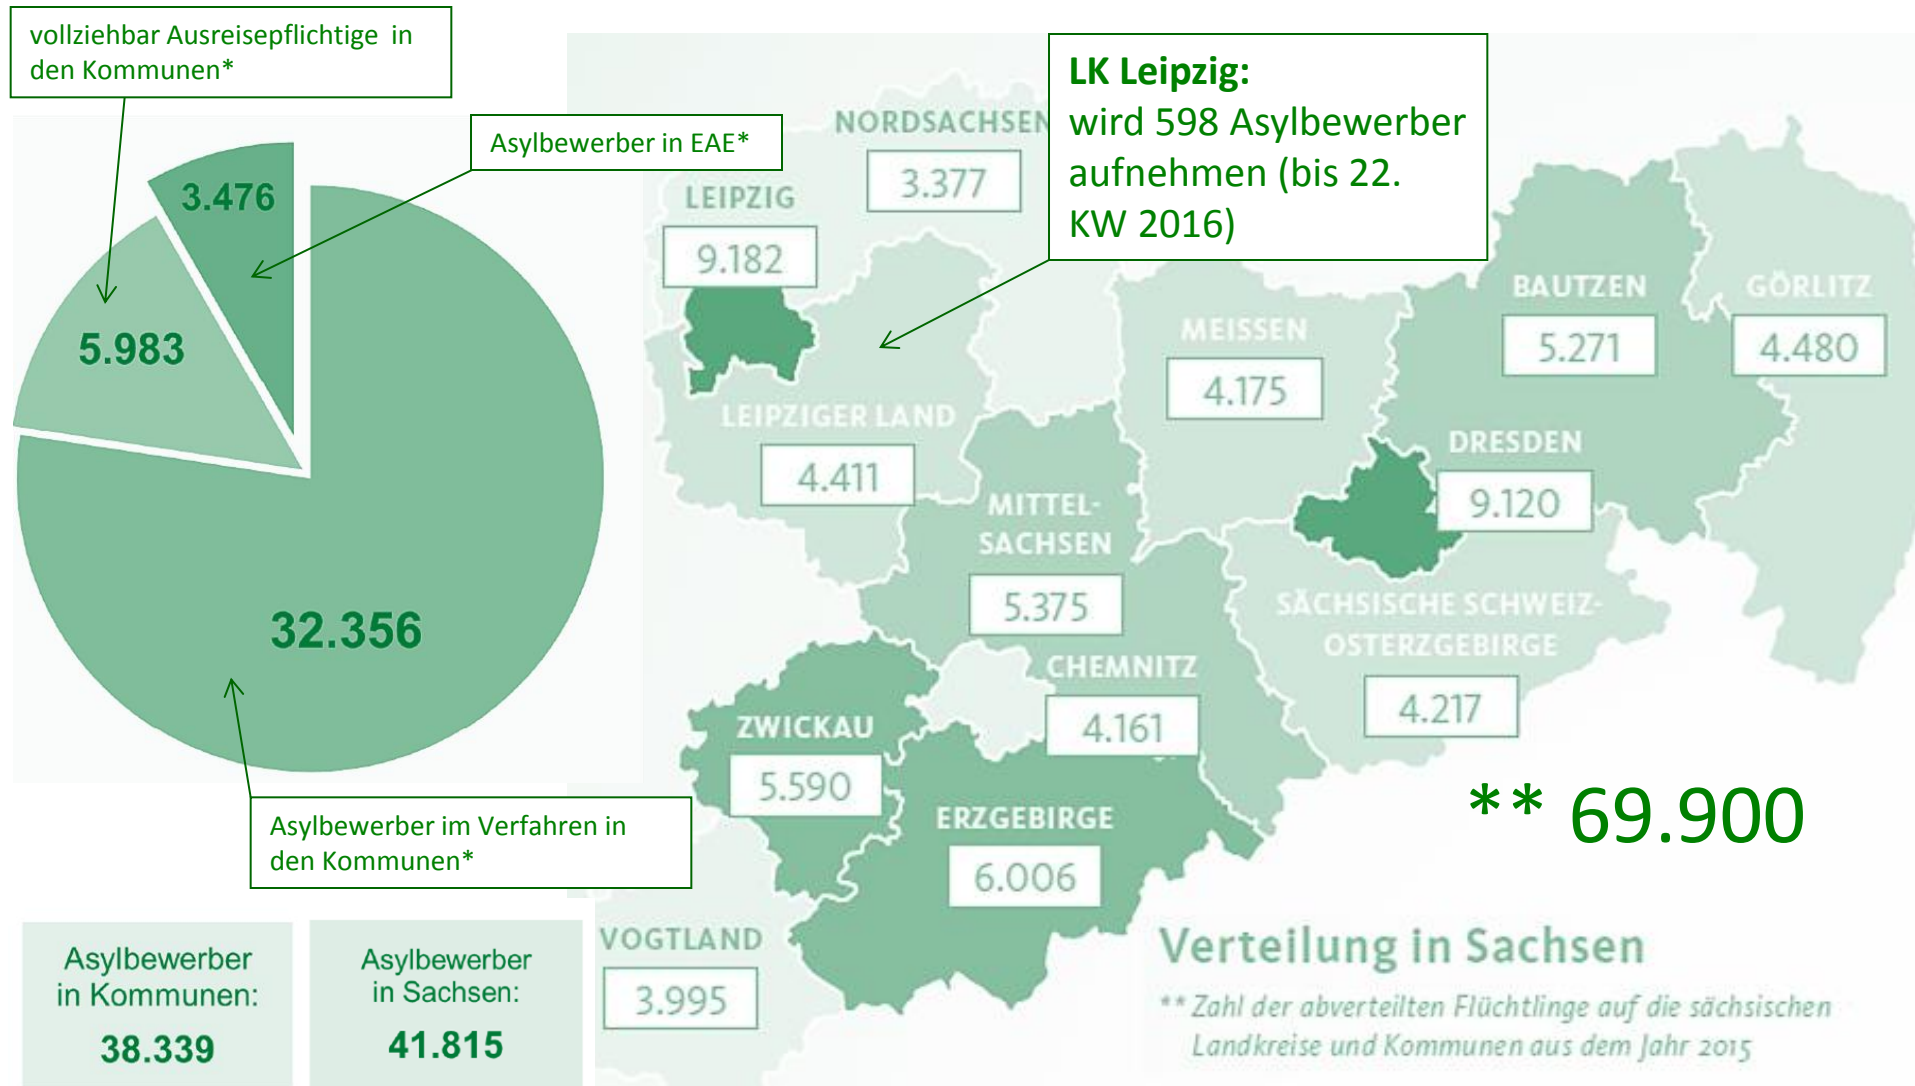 vollziehbar Ausreisepflichtige in
den Kommunen*
Asylbewerber in EAE*
3.476
5.983
32.356
Asylbewerber im Verfahren in
den Kommunen*
Asylbewerber
in Kommunen:
38.339
Asylbewerber
in Sachsen:
41.815
LK Leipzig:
wird 598 Asylbewerber
aufnehmen (bis 22.
KW 2016)
NORDSACHSEN
3.377
LEIPZIG
9.182
LEIPZIGER LAND
4.411
MEISSEN
4.175
BAUTZEN
5.271
GÖRLITZ
4.480
DRESDEN
9.120
MITTEL-
SACHSEN
5.375
SÄCHSISCHE SCHWEIZ-
OSTERZGEBIRGE
4.217
CHEMNITZ
4.161
ZWICKAU
5.590
ERZGEBIRGE
6.006
VOGTLAND
3.995
** 69.900
Verteilung in Sachsen
** Zahl der abverteilten Flüchtlinge auf die sächsischen
Landkreise und Kommunen aus dem Jahr 2015